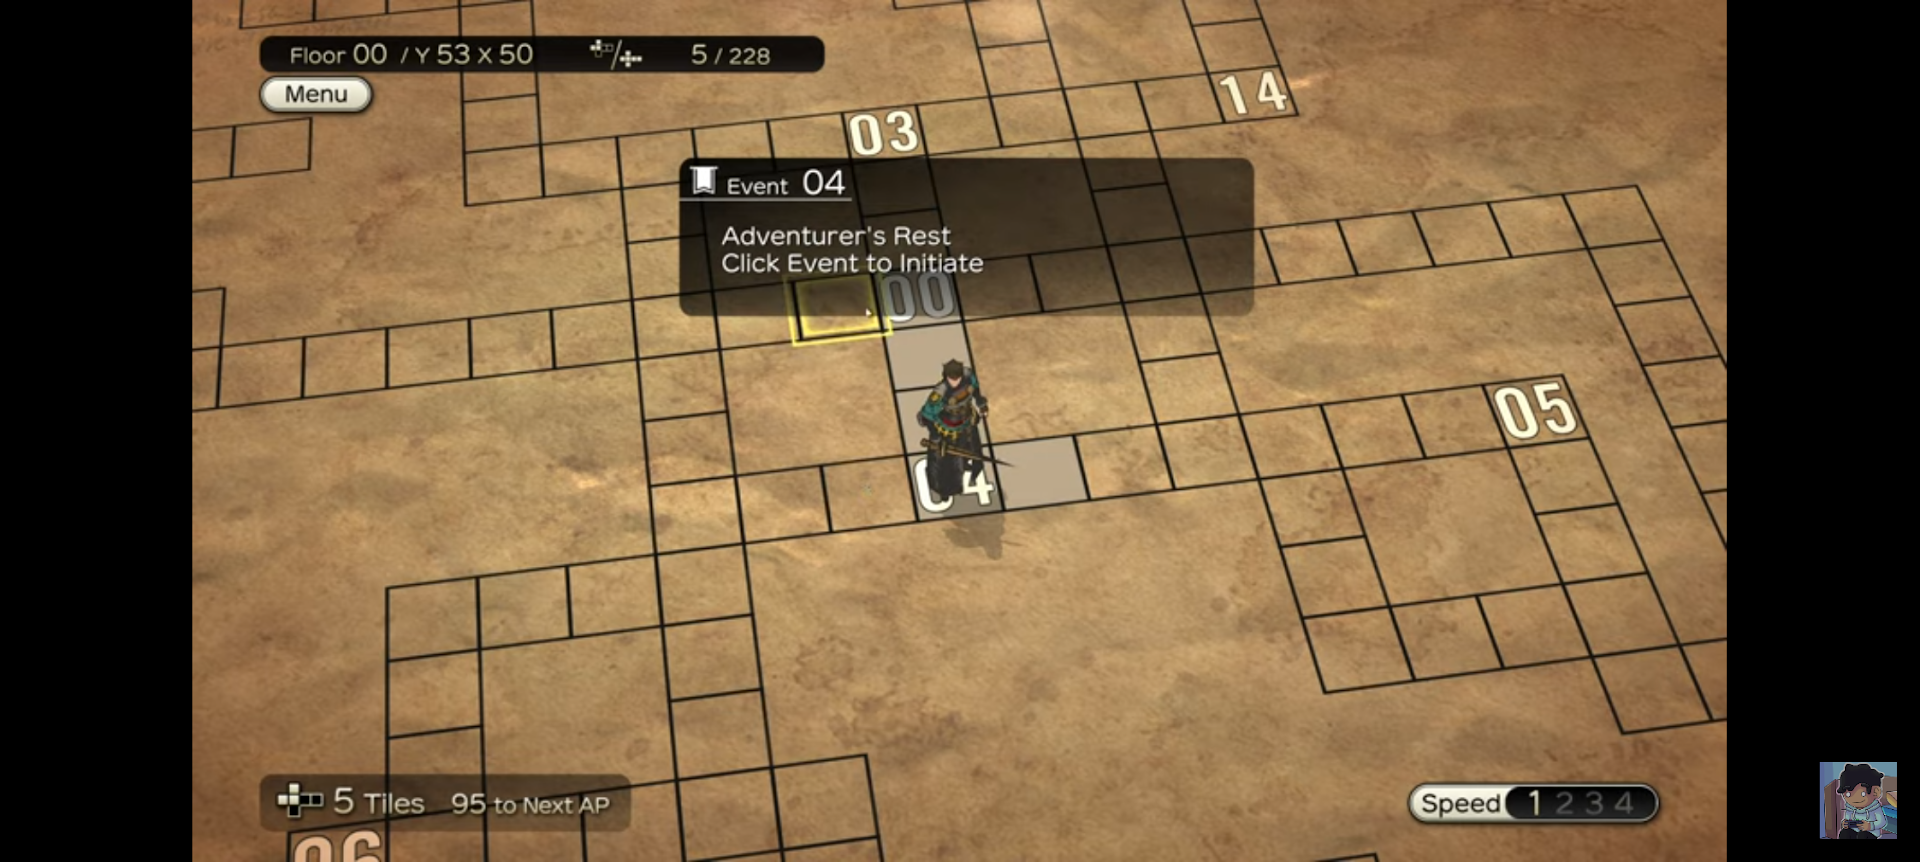 Floor 00 / Y 53 X 50 5 / 228
Menu
14
03
Event 04
Adventurer's Rest
Click Event to Initiate
00
05
04
5 Tiles 95 to Next AP
Speed 1 2 3 4
06